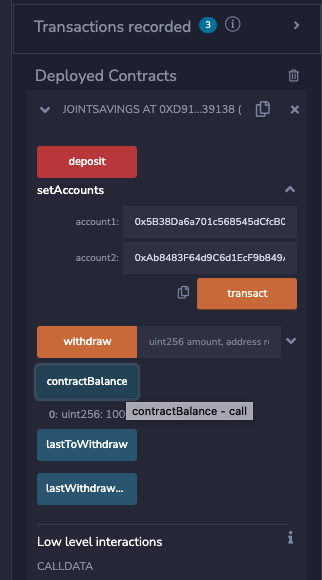 Transactions recorded 3 i
Deployed Contracts
JOINTSAVINGS AT 0XD91...39138 (
deposit
setAccounts
account1: 0x5B38Da6a701c568545dCfcB0
account2: 0xAb8483F64d9C6d1EcF9b849
transact
withdraw uint256 amount, address
contractBalance
0: uint256: 100
contractBalance - call
lastToWithdraw
lastWithdraw...
Low level interactions i
CALLDATA